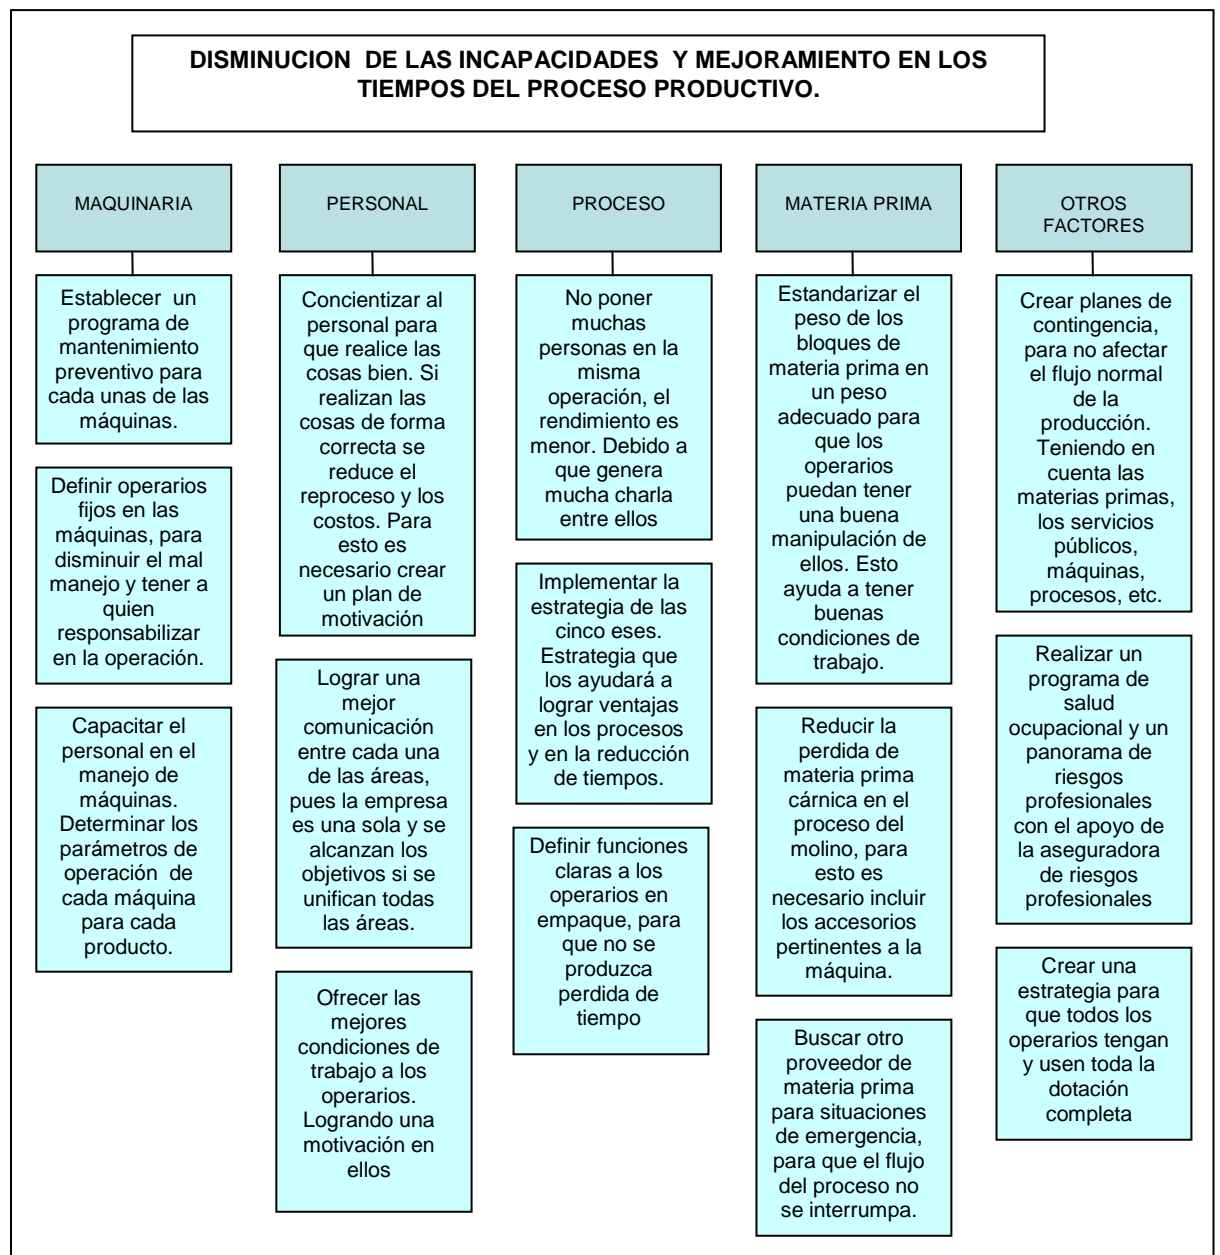 DISMINUCION DE LAS INCAPACIDADES Y MEJORAMIENTO EN LOS
TIEMPOS DEL PROCESO PRODUCTIVO.
MAQUINARIA
Establecer un
programa de
mantenimiento
preventivo para
cada unas de las
máquinas.
Definir operarios
fijos en las
máquinas, para
disminuir el mal
manejo y tener a
quien
responsabilizar
en la operación.
Capacitar el
personal en el
manejo de
máquinas.
Determinar los
parámetros de
operación de
cada máquina
para cada
producto.
PERSONAL
Concientizar al
personal para
que realice las
cosas bien. Si
realizan las
cosas de forma
correcta se
reduce el
reproceso y los
costos. Para
esto es
necesario crear
un plan de
motivación
Lograr una
mejor
comunicación
entre cada una
de las áreas,
pues la empresa
es una sola y se
alcanzan los
objetivos si se
unifican todas
las áreas.
Ofrecer las
mejores
condiciones de
trabajo a los
operarios.
Logrando una
motivación en
ellos
PROCESO
No poner
muchas
personas en la
misma
operación, el
rendimiento es
menor. Debido a
que genera
mucha charla
entre ellos
Implementar la
estrategia de las
cinco eses.
Estrategia que
los ayudará a
lograr ventajas
en los procesos
y en la reducción
de tiempos.
Definir funciones
claras a los
operarios en
empaque, para
que no se
produzca
perdida de
tiempo
MATERIA PRIMA
Estandarizar el
peso de los
bloques de
materia prima en
un peso
adecuado para
que los
operarios
puedan tener
una buena
manipulación de
ellos. Esto
ayuda a tener
buenas
condiciones de
trabajo.
Reducir la
perdida de
materia prima
cárnica en el
proceso del
molino, para
esto es
necesario incluir
los accesorios
pertinentes a la
máquina.
Buscar otro
proveedor de
materia prima
para situaciones
de emergencia,
para que el flujo
del proceso no
se interrumpa.
OTROS
FACTORES
Crear planes de
contingencia,
para no afectar
el flujo normal
de la
producción.
Teniendo en
cuenta las
materias primas,
los servicios
públicos,
máquinas,
procesos, etc.
Realizar un
programa de
salud
ocupacional y un
panorama de
riesgos
profesionales
con el apoyo de
la aseguradora
de riesgos
profesionales
Crear una
estrategia para
que todos los
operarios tengan
y usen toda la
dotación
completa